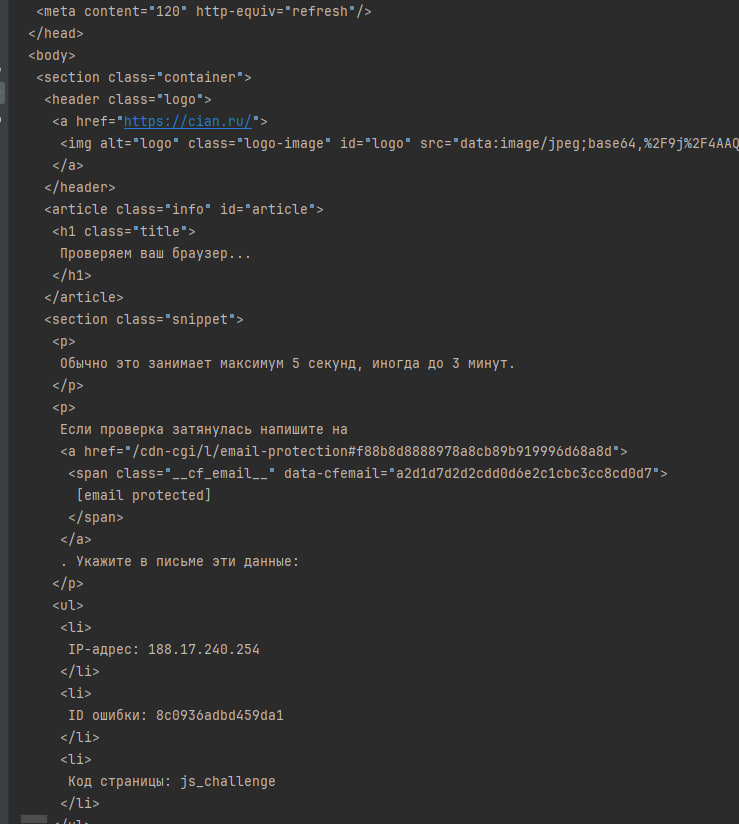 <meta content="120" http-equiv="refresh"/>
</head>
<body>
<section class="container">
<header class="logo">
<a href="https://cian.ru/">
<img alt="logo" class="logo-image" id="logo" src="data:image/jpeg;base64,%2F9j%2F4AAQ
</a>
</header>
<article class="info" id="article">
<h1 class="title">
Проверяем ваш браузер...
</h1>
</article>
<section class="snippet">
<p>
Обычно это занимает максимум 5 секунд, иногда до 3 минут.
</p>
<p>
Если проверка затянулась напишите на
<a href="/cdn-cgi/l/email-protection#f88b8d8888978a8cb89b919996d68a8d">
<span class="__cf_email__" data-cfemail="a2d1d7d2d2cdd0d6e2c1cbc3cc8cd0d7">
[email protected]
</span>
</a>
. Укажите в письме эти данные:
</p>
<ul>
<li>
IP-адрес: 188.17.240.254
</li>
<li>
ID ошибки: 8c0936adbd459da1
</li>
<li>
Код страницы: js_challenge
</li>
</ul>